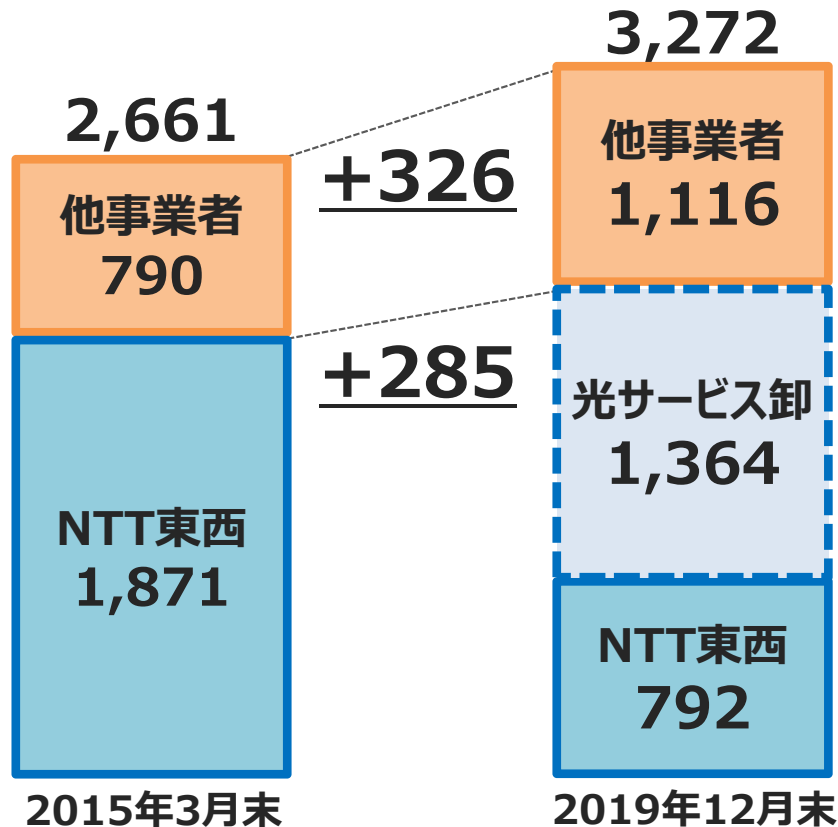 2,661
他事業者
790
NTT東西
1,871
2015年3月末
+326
+285
3,272
他事業者
1,116
光サービス卸
1,364
NTT東西
792
2019年12月末